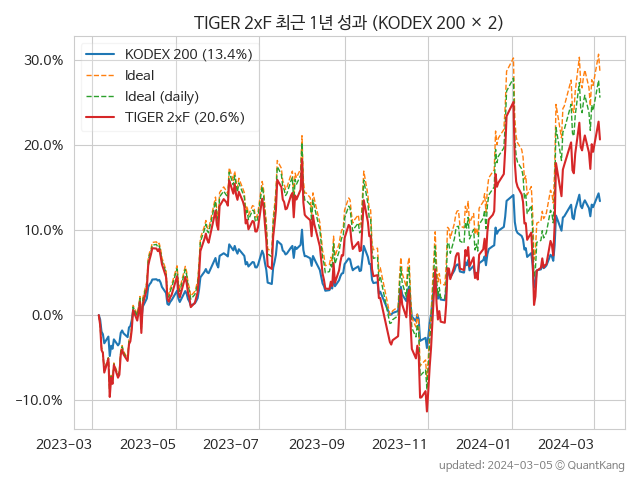 TIGER 2xF 최근 1년 성과 (KODEX 200 × 2)
KODEX 200 (13.4%)
Ideal
Ideal (daily)
TIGER 2xF (20.6%)
30.0%
20.0%
10.0%
0.0%
−10.0%
2023-03 2023-05 2023-07 2023-09 2023-11 2024-01 2024-03
updated: 2024-03-05 ⓒ QuantKang